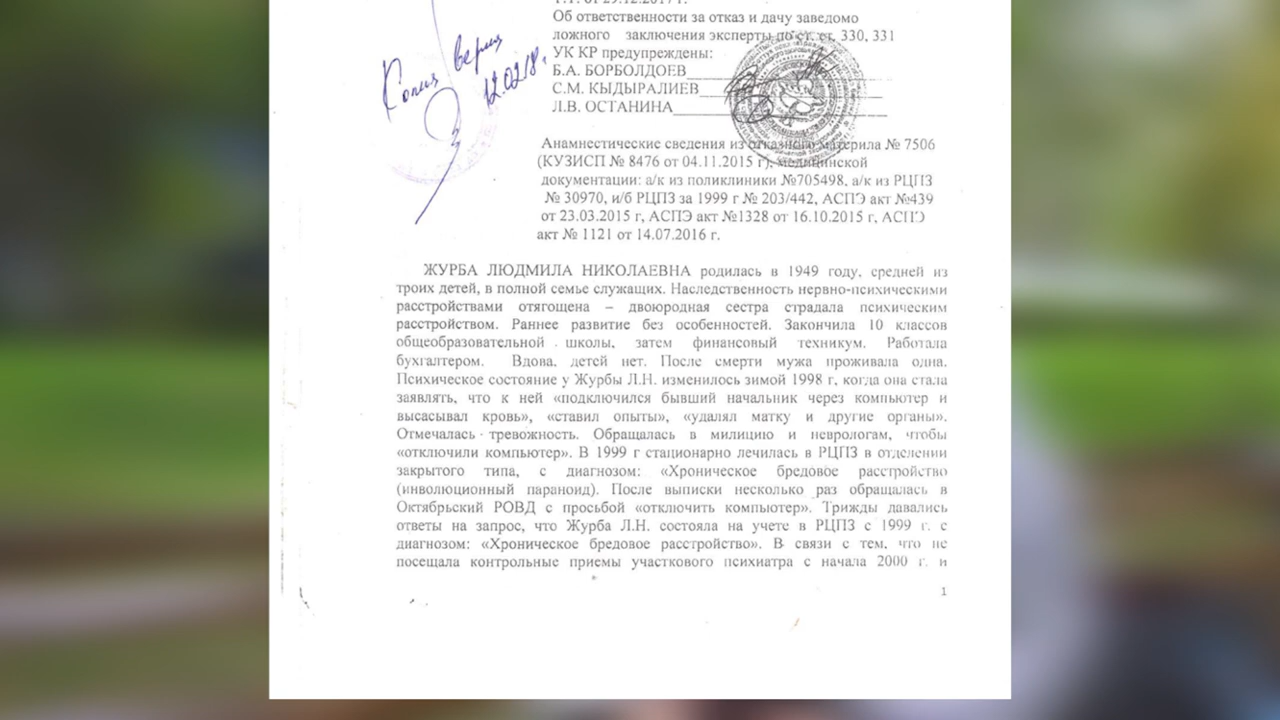 Об ответственности за отказ и дачу заведомо
ложного заключения эксперты по ст. ст. 330, 331
УК КР предупреждены:
Б.А. БОРБОЛДОЕВ
С.М. КЫДЫРАЛИЕВ
Л.В. ОСТАНИНА
Копия верна
12.02.18г.
Анамнестические сведения из отказного материла № 7506
(КУЗИСП № 8476 от 04.11.2015 г), медицинской
документации: а/к из поликлиники №705498, а/к из РЦПЗ
№ 30970, и/б РЦПЗ за 1999 г № 203/442, АСПЭ акт №439
от 23.03.2015 г, АСПЭ акт №1328 от 16.10.2015 г, АСПЭ
акт № 1121 от 14.07.2016 г.
ЖУРБА ЛЮДМИЛА НИКОЛАЕВНА родилась в 1949 году, средней из
троих детей, в полной семье служащих. Наследственность нервно-психическими
расстройствами отягощена – двоюродная сестра страдала психическим
расстройством. Раннее развитие без особенностей. Закончила 10 классов
общеобразовательной школы, затем финансовый техникум. Работала
бухгалтером. Вдова, детей нет. После смерти мужа проживала одна.
Психическое состояние у Журбы Л.Н. изменилось зимой 1998 г, когда она стала
заявлять, что к ней «подключился бывший начальник через компьютер и
высасывал кровь», «ставил опыты», «удалял матку и другие органы».
Отмечалась тревожность. Обращалась в милицию и неврологам, чтобы
«отключили компьютер». В 1999 г стационарно лечилась в РЦПЗ в отделении
закрытого типа, с диагнозом: «Хроническое бредовое расстройство
(инволюционный параноид). После выписки несколько раз обращалась в
Октябрьский РОВД с просьбой «отключить компьютер». Трижды давались
ответы на запрос, что Журба Л.Н. состояла на учете в РЦПЗ с 1999 г. с
диагнозом: «Хроническое бредовое расстройство». В связи с тем, что не
посещала контрольные приемы участкового психиатра с начала 2000 г. и
1